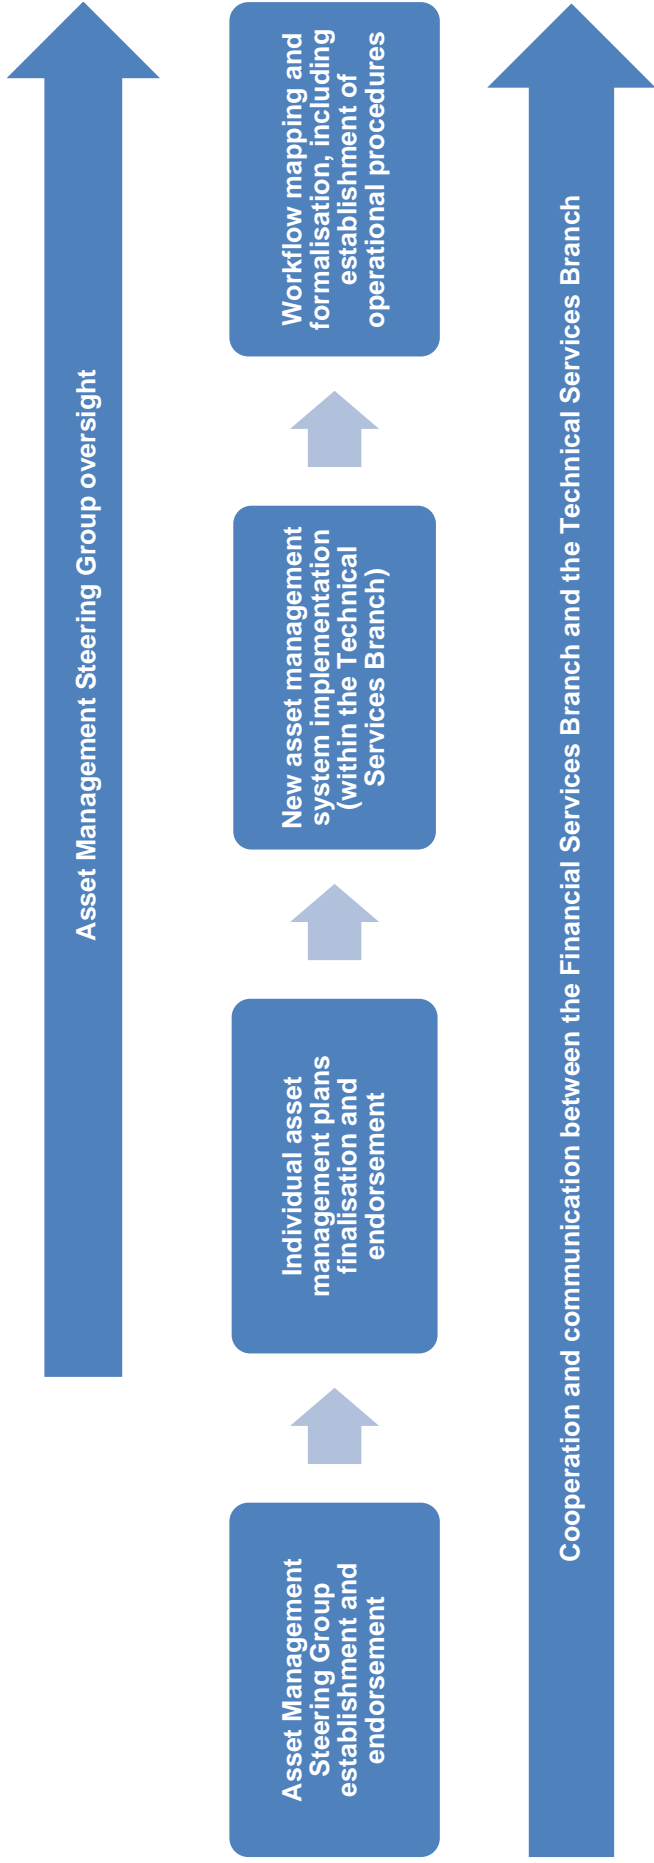 Asset Management Steering Group oversight
Asset Management
Steering Group
establishment and
endorsement
Individual asset
management plans
finalisation and
endorsement
New asset management
system implementation
(within the Technical
Services Branch)
Workflow mapping and
formalisation, including
establishment of
operational procedures
Cooperation and communication between the Financial Services Branch and the Technical Services Branch